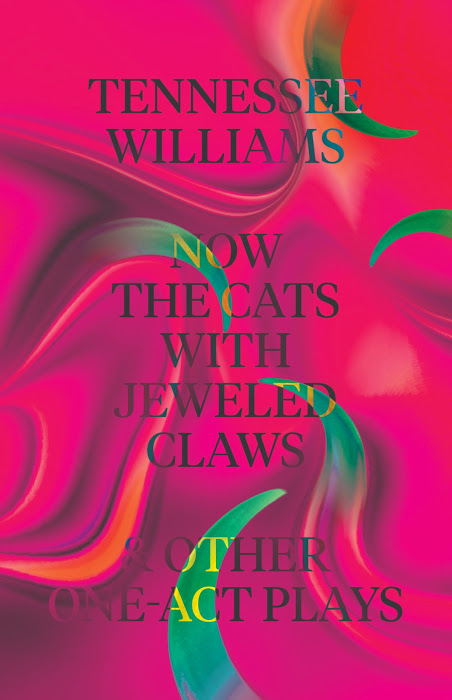 TENNESSEE
WILLIAMS
NOW
THE CATS
WITH
JEWELED
CLAWS
& OTHER
ONE-ACT PLAYS